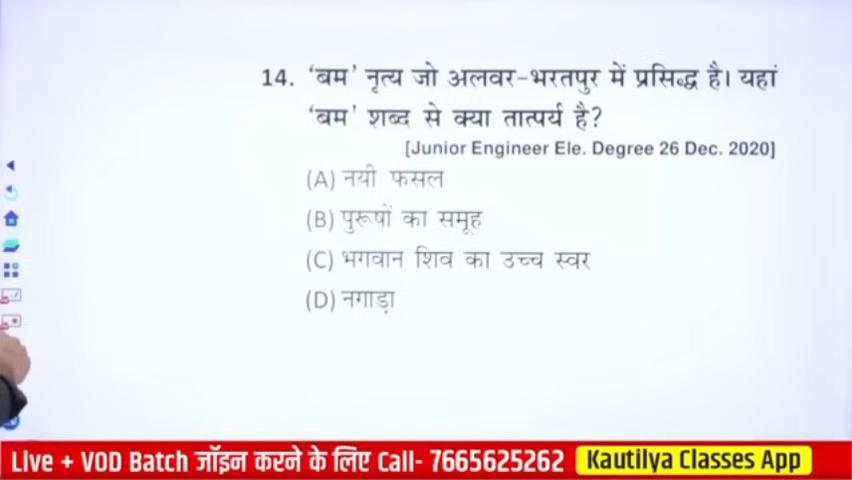 14. ‘बम’ नृत्य जो अलवर-भरतपुर में प्रसिद्ध है। यहां
‘बम’ शब्द से क्या तात्पर्य है?
[Junior Engineer Ele. Degree 26 Dec. 2020]
(A) नयी फसल
(B) पुरूषों का समूह
(C) भगवान शिव का उच्च स्वर
(D) नगाड़ा
Live + VOD Batch जॉइन करने के लिए Call- 7665625262 Kautilya Classes App